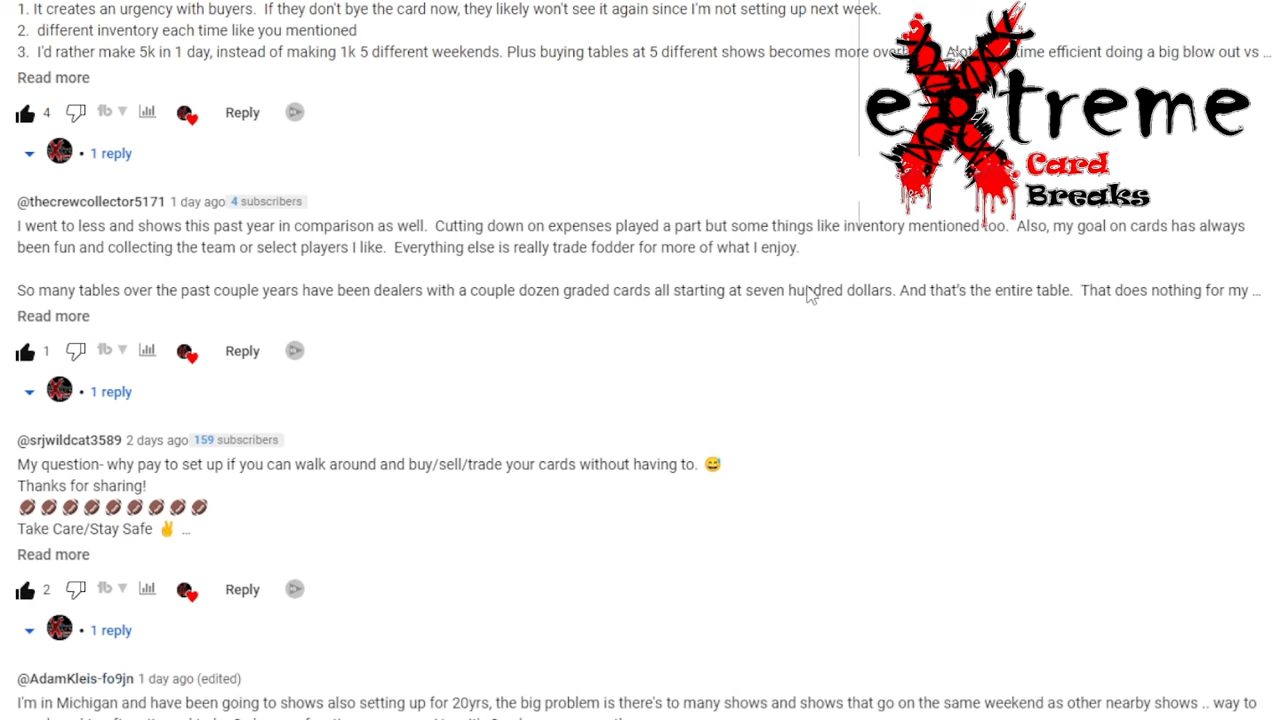 1. It creates an urgency with buyers.  If they don't bye the card now, they likely won't see it again since I'm not setting up next week.
2.  different inventory each time like you mentioned
3.  I'd rather make 5k in 1 day, instead of making 1k 5 different weekends. Plus buying tables at 5 different shows becomes more time efficient doing a big blow out vs …
Read more
4 Reply
1 reply
@thecrewcollector5171 1 day ago 4 subscribers
I went to less and shows this past year in comparison as well.  Cutting down on expenses played a part but some things like inventory mentioned too.  Also, my goal on cards has always
been fun and collecting the team or select players I like.  Everything else is really trade fodder for more of what I enjoy.
So many tables over the past couple years have been dealers with a couple dozen graded cards all starting at seven hundred dollars. And that's the entire table.  That does nothing for my …
Read more
1 Reply
1 reply
@srjwildcat3589 2 days ago 159 subscribers
My question- why pay to set up if you can walk around and buy/sell/trade your cards without having to. 😅
Thanks for sharing!
🏈🏈🏈🏈🏈🏈🏈🏈🏈
Take Care/Stay Safe ✌ …
Read more
2 Reply
1 reply
@AdamKleis-fo9jn 1 day ago (edited)
I'm in Michigan and have been going to shows also setting up for 20yrs, the big problem is there's to many shows and shows that go on the same weekend as other nearby shows .. way to
eXtreme
Card
Breaks